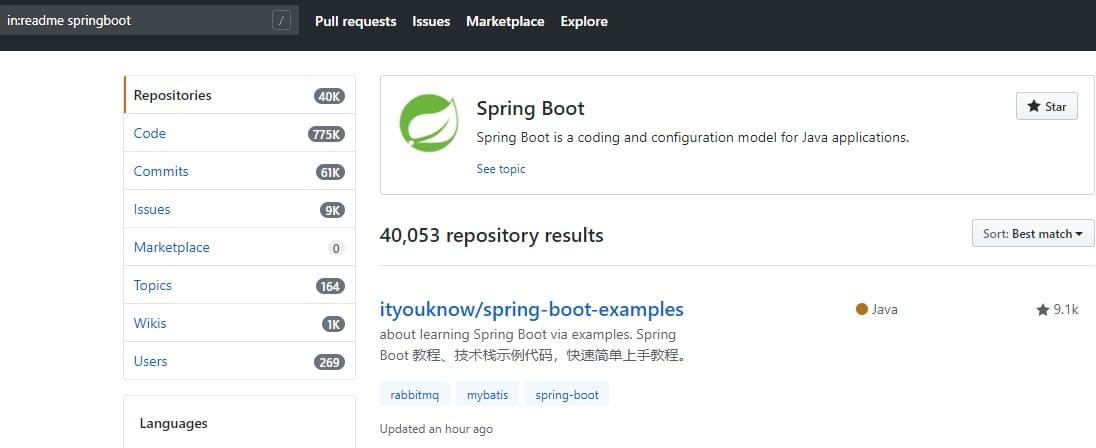 in:readme springboot / Pull requests Issues Marketplace Explore
Repositories 40K
Code 775K
Commits 61K
Issues 9K
Marketplace 0
Topics 164
Wikis 1K
Users 269
Languages
Spring Boot
Star
Spring Boot is a coding and configuration model for Java applications.
See topic
40,053 repository results
Sort: Best match
ityouknow/spring-boot-examples
Java
9.1k
about learning Spring Boot via examples. Spring
Boot 教程、技术栈示例代码，快速简单上手教程。
rabbitmq mybatis spring-boot
Updated an hour ago